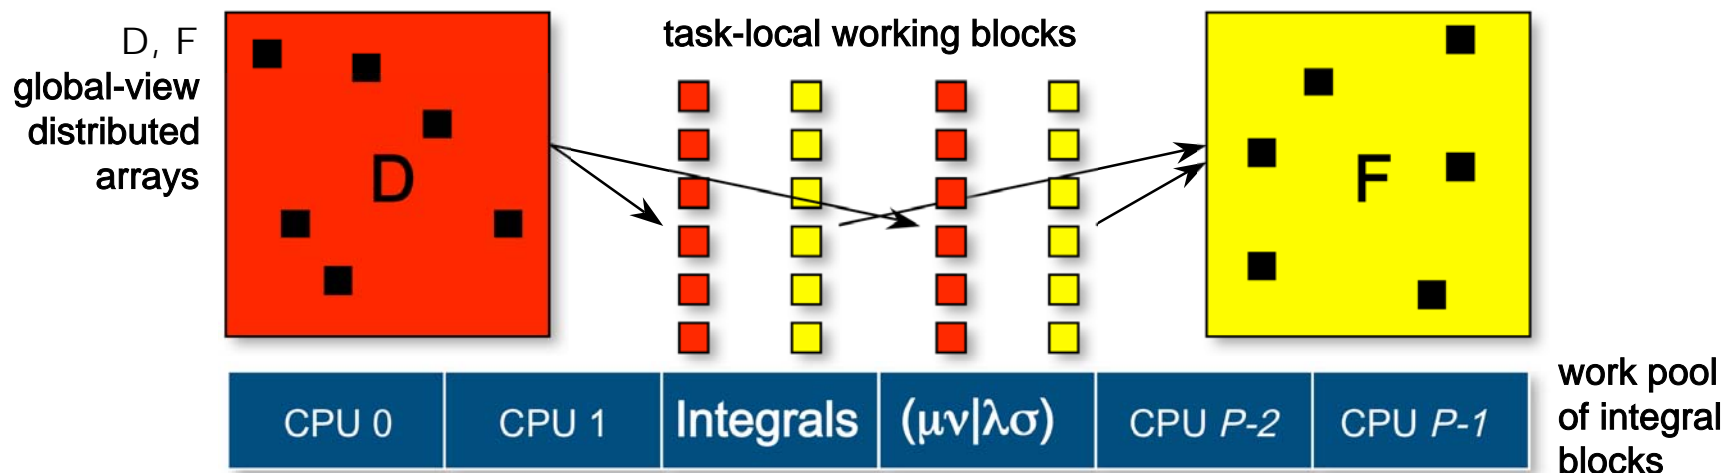 D, F
global-view
distributed
arrays
task-local working blocks
D
F
CPU 0
CPU 1
Integrals
(μν|λσ)
CPU P-2
CPU P-1
work pool
of integral
blocks